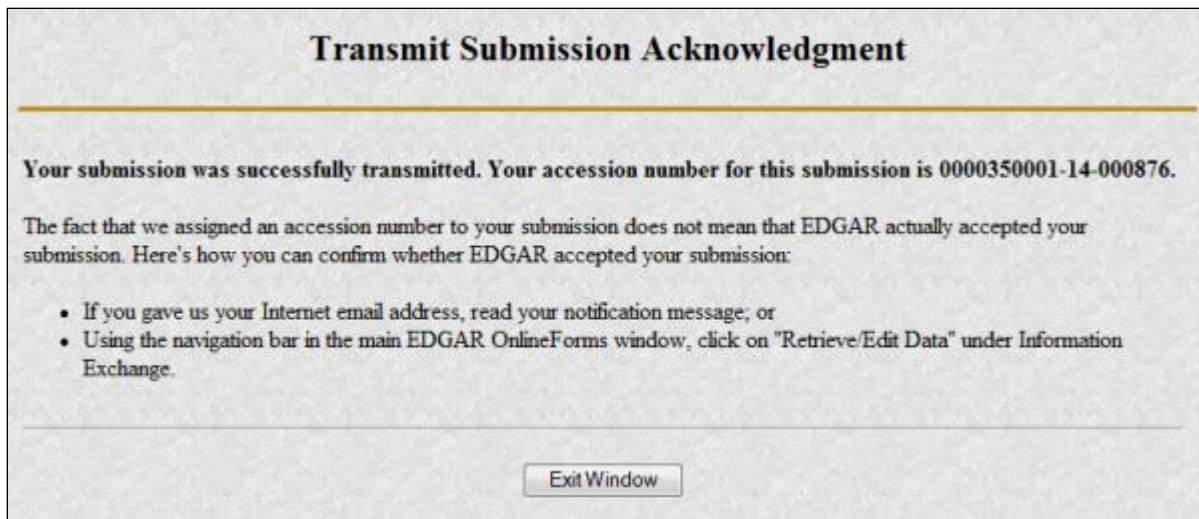 Transmit Submission Acknowledgment
Your submission was successfully transmitted. Your accession number for this submission is 0000350001-14-000876.
The fact that we assigned an accession number to your submission does not mean that EDGAR actually accepted your
submission. Here's how you can confirm whether EDGAR accepted your submission:
• If you gave us your Internet email address, read your notification message; or
• Using the navigation bar in the main EDGAR OnlineForms window, click on "Retrieve/Edit Data" under Information
Exchange.
Exit Window